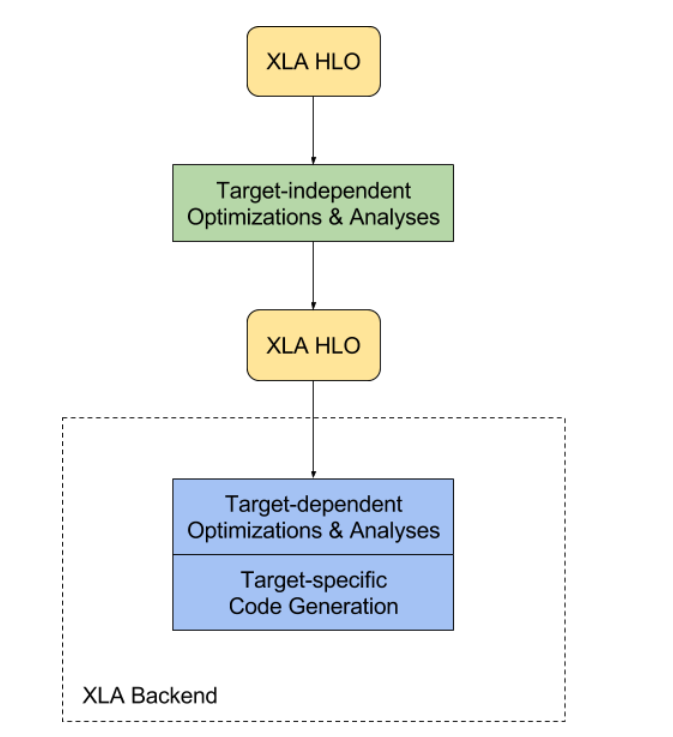 XLA HLO
Target-independent
Optimizations & Analyses
XLA HLO
Target-dependent
Optimizations & Analyses
Target-specific
Code Generation
XLA Backend